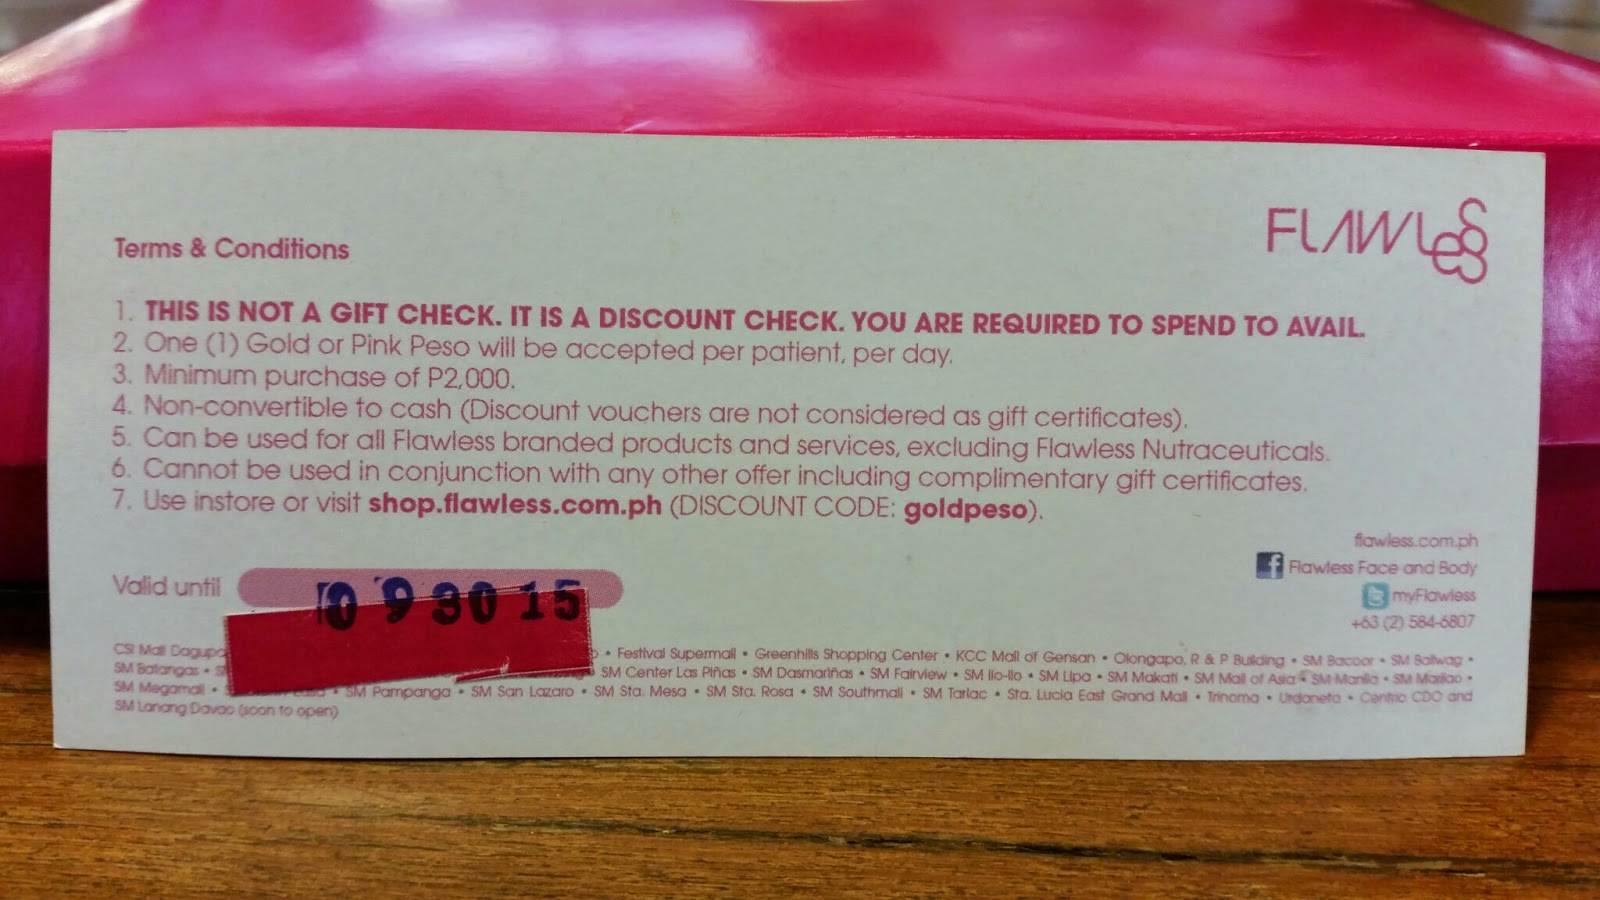 FLAWLESS
Terms & Conditions
1. THIS IS NOT A GIFT CHECK. IT IS A DISCOUNT CHECK. YOU ARE REQUIRED TO SPEND TO AVAIL.
2. One (1) Gold or Pink Peso will be accepted per patient, per day.
3. Minimum purchase of P2,000.
4. Non-convertible to cash (Discount vouchers are not considered as gift certificates).
5. Can be used for all Flawless branded products and services, excluding Flawless Nutraceuticals.
6. Cannot be used in conjunction with any other offer including complimentary gift certificates.
7. Use instore or visit shop.flawless.com.ph (DISCOUNT CODE: goldpeso).
flawless.com.ph
Flawless Face and Body
myFlawless
+63 (2) 584-6807
Valid until 09 30 15
CSI Mall • Festival Supermall • Greenhills Shopping Center • KCC Mall of Gensan • Olongapo, R & P Building • SM Bacoor • SM Baliwag •
SM Batangas • SM Center Las Piñas • SM Dasmariñas • SM Fairview • SM Ilo-Ilo • SM Lipa • SM Makati • SM Mall of Asia • SM Manila • SM Marilao •
SM Megamall • SM Pampanga • SM San Lazaro • SM Sta. Mesa • SM Sta. Rosa • SM Southmall • SM Tarlac • Sta. Lucia East Grand Mall • Trinoma • Urdaneta • Centrio CDO and
SM Lanang Davao (soon to open)